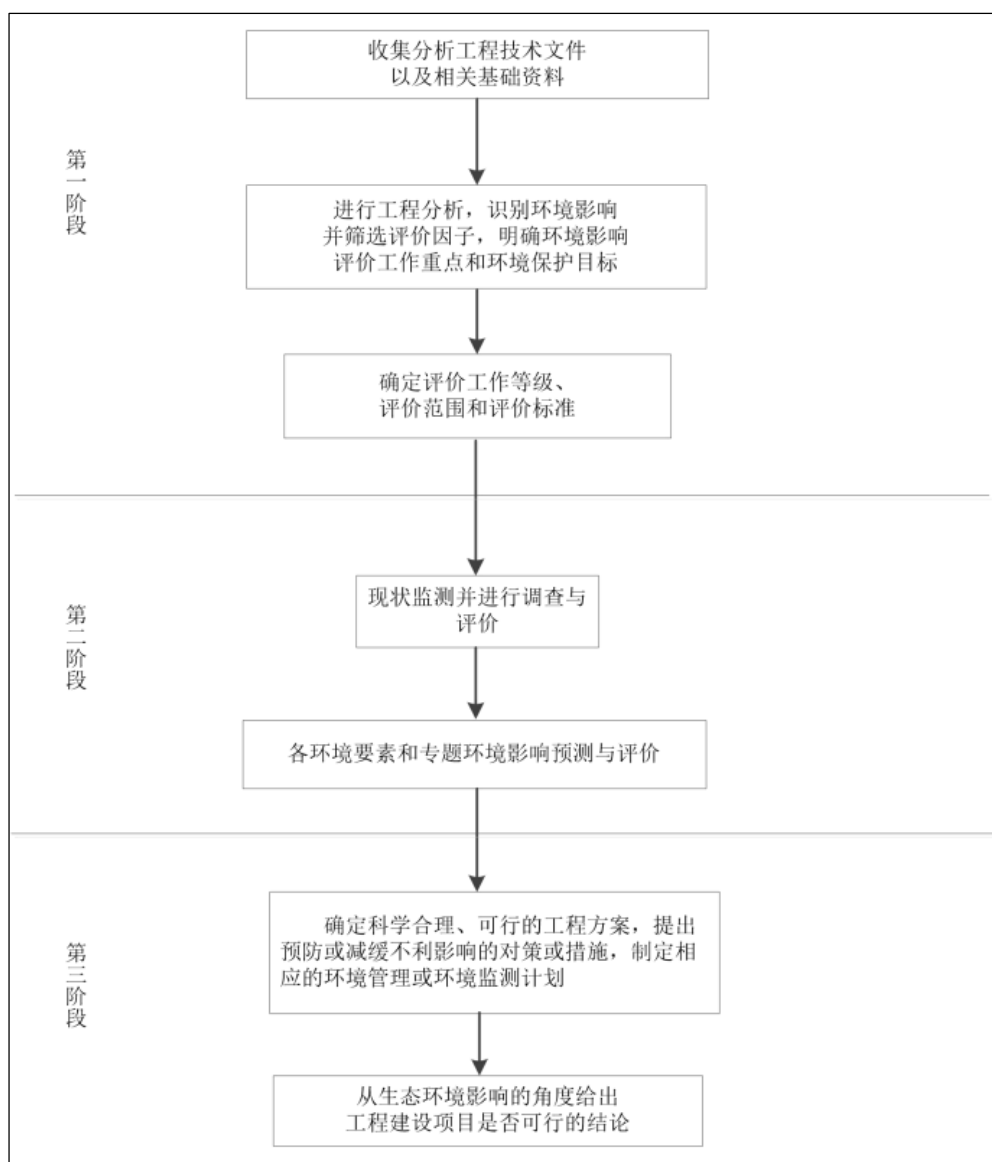 收集分析工程技术文件
以及相关基础资料
第一阶段
进行工程分析，识别环境影响
并筛选评价因子，明确环境影响
评价工作重点和环境保护目标
确定评价工作等级、
评价范围和评价标准
第二阶段
现状监测并进行调查与
评价
各环境要素和专题环境影响预测与评价
第三阶段
确定科学合理、可行的工程方案，提出
预防或减缓不利影响的对策或措施，制定相
应的环境管理或环境监测计划
从生态环境影响的角度给出
工程建设项目是否可行的结论